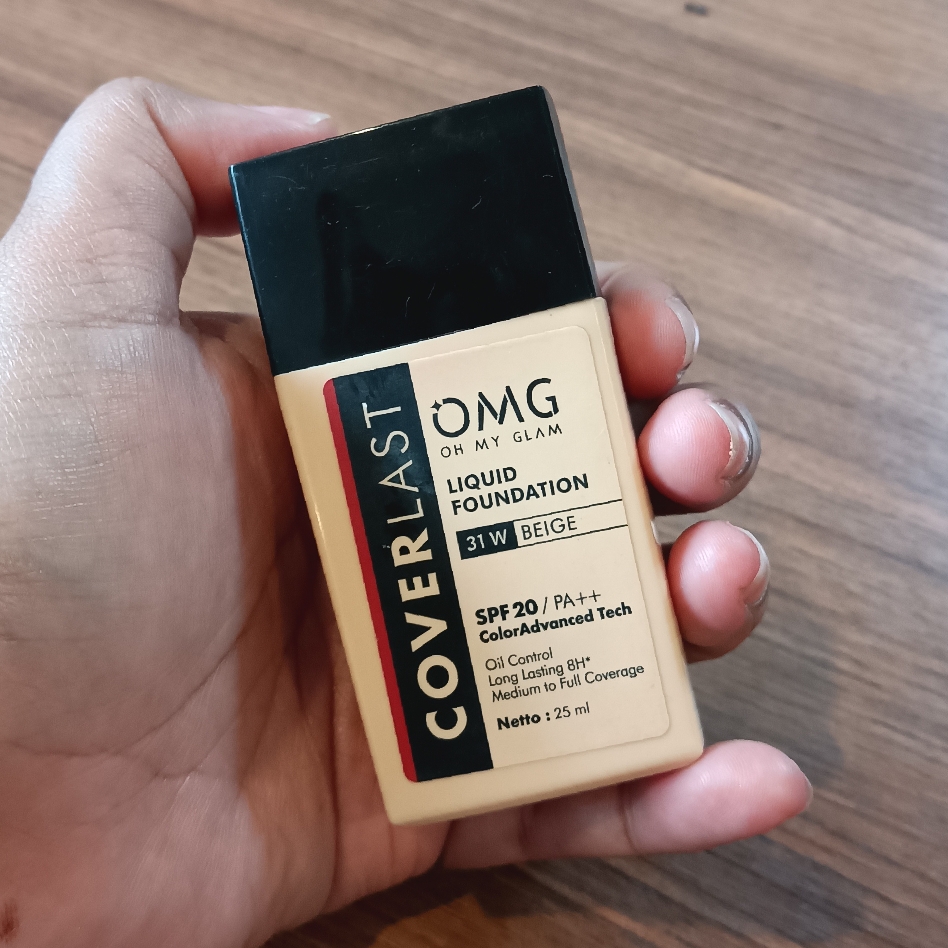 COVERLAST
OMG
OH MY GLAM
LIQUID
FOUNDATION
31 W BEIGE
SPF 20 / PA++
ColorAdvanced Tech
Oil Control
Long Lasting 8H*
Medium to Full Coverage
Netto : 25 ml